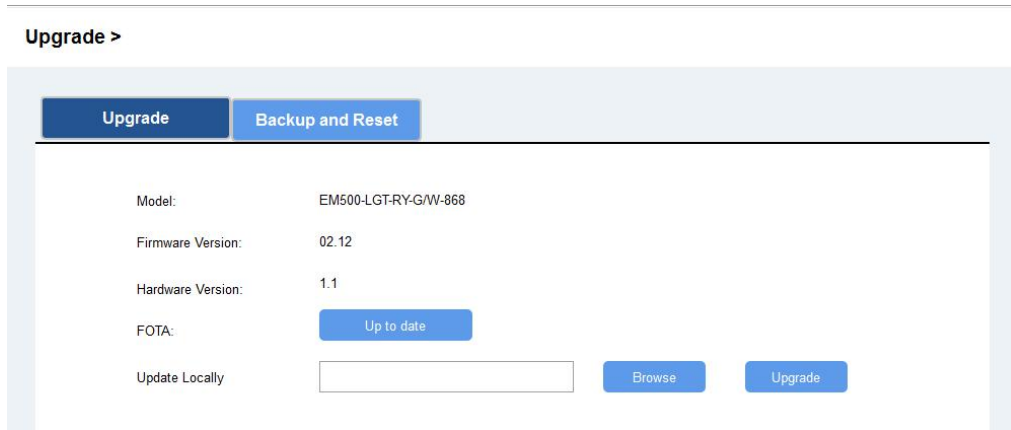 Upgrade >
Upgrade Backup and Reset
Model: EM500-LGT-RY-G/W-868
Firmware Version: 02.12
Hardware Version: 1.1
FOTA: Up to date
Update Locally Browse Upgrade